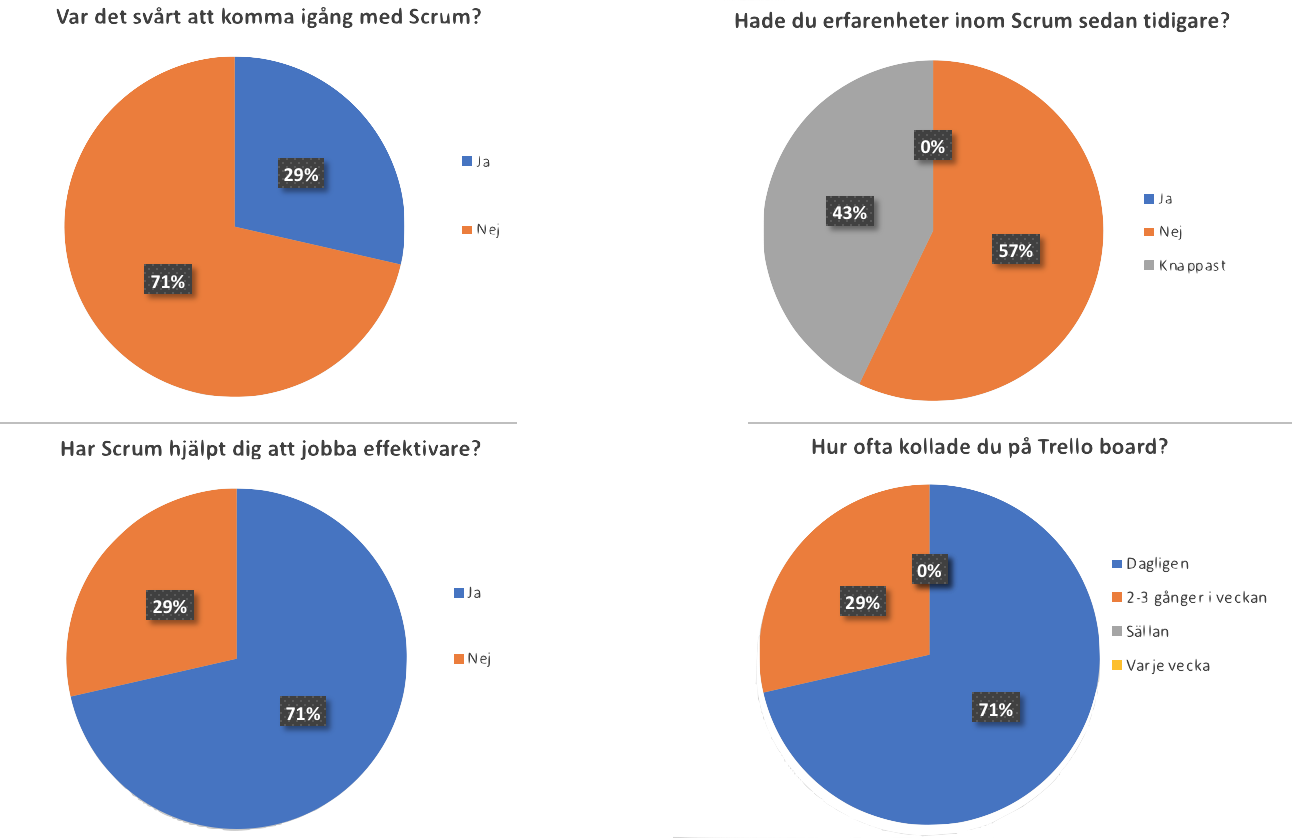 Var det svårt att komma igång med Scrum?
29%
71%
Ja
Nej
Hade du erfarenheter inom Scrum sedan tidigare?
0%
43%
57%
Ja
Nej
Knappast
Har Scrum hjälpt dig att jobba effektivare?
29%
71%
Ja
Nej
Hur ofta kollade du på Trello board?
0%
29%
71%
Dagligen
2-3 gånger i veckan
Sällan
Varje vecka